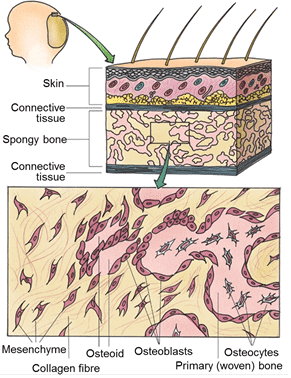 Skin
Connective
tissue
Spongy bone
Connective
tissue
Mesenchyme
Collagen fibre
Osteoid
Osteoblasts
Primary (woven) bone
Osteocytes